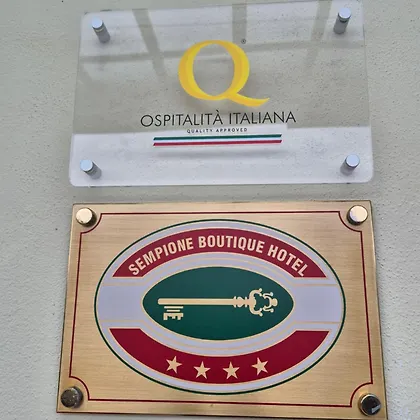 Q
OSPITALITÀ ITALIANA
QUALITY APPROVED
SEMPIONE BOUTIQUE HOTEL